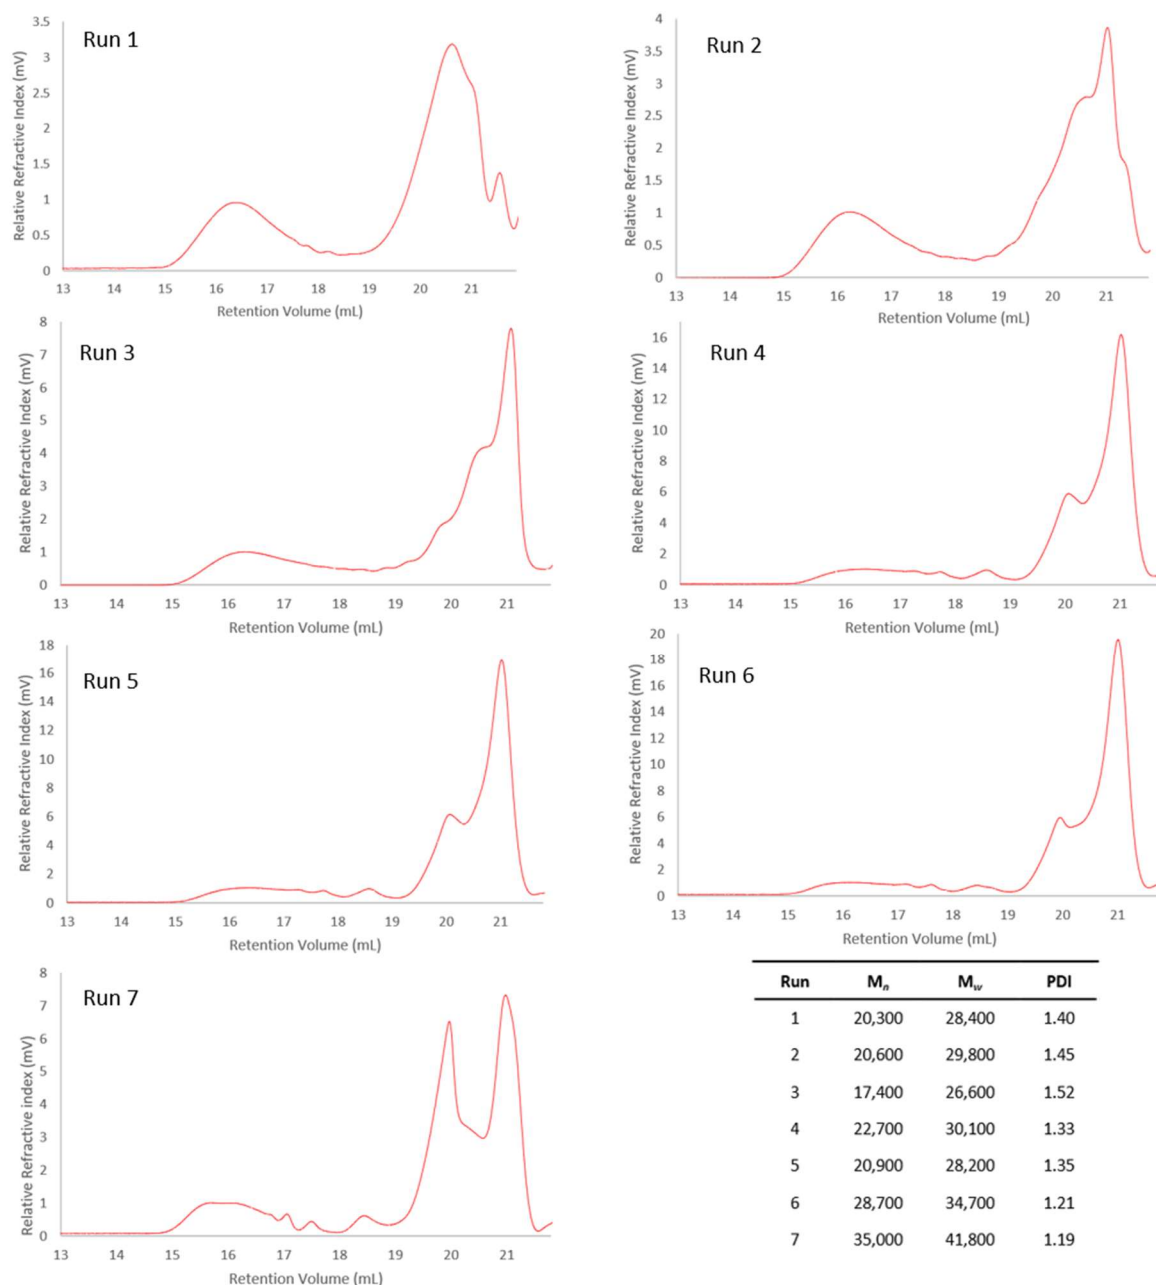 Run 1
Relative Refractive Index (mV)
3.5
3
2.5
2
1.5
1
0.5
0
13 14 15 16 17 18 19 20 21
Retention Volume (mL)
Run 2
Relative Refractive Index (mV)
4
3.5
3
2.5
2
1.5
1
0.5
0
13 14 15 16 17 18 19 20 21
Retention Volume (mL)
Run 3
Relative Refractive Index (mV)
8
7
6
5
4
3
2
1
0
13 14 15 16 17 18 19 20 21
Retention Volume (mL)
Run 4
Relative Refractive Index (mV)
16
14
12
10
8
6
4
2
0
13 14 15 16 17 18 19 20 21
Retention Volume (mL)
Run 5
Relative Refractive Index (mV)
18
16
14
12
10
8
6
4
2
0
13 14 15 16 17 18 19 20 21
Retention Volume (mL)
Run 6
Relative Refractive Index (mV)
20
18
16
14
12
10
8
6
4
2
0
13 14 15 16 17 18 19 20 21
Retention Volume (mL)
Run 7
Relative Refractive index (mV)
8
7
6
5
4
3
2
1
0
13 14 15 16 17 18 19 20 21
Retention Volume (mL)
Run Mn Mw PDI
1 20,300 28,400 1.40
2 20,600 29,800 1.45
3 17,400 26,600 1.52
4 22,700 30,100 1.33
5 20,900 28,200 1.35
6 28,700 34,700 1.21
7 35,000 41,800 1.19